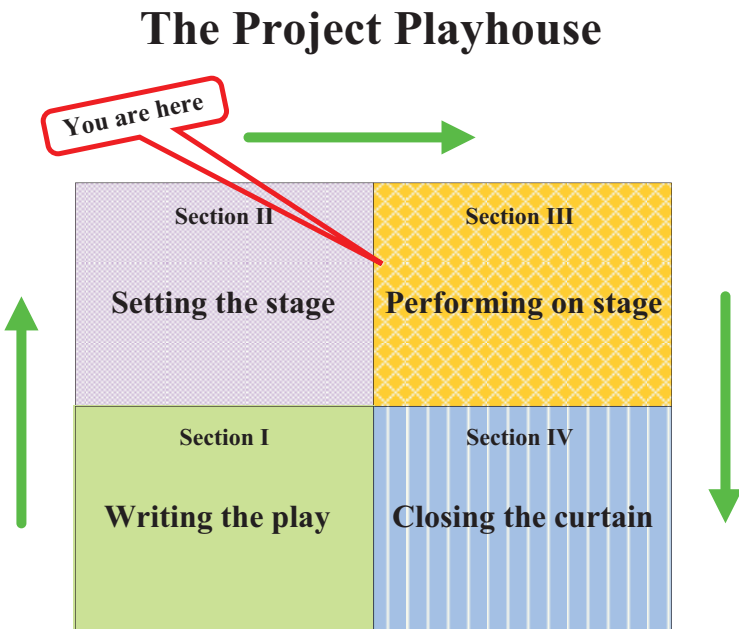 The Project Playhouse
You are here
Section II
Setting the stage
Section III
Performing on stage
Section I
Writing the play
Section IV
Closing the curtain